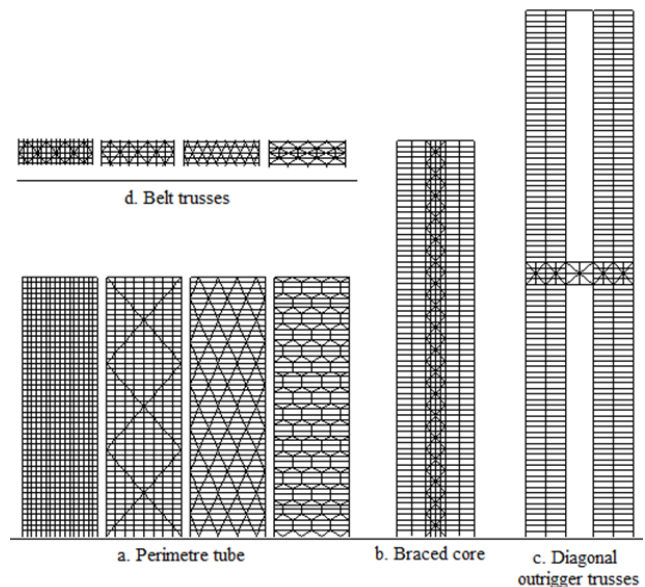 d. Belt trusses
a. Perimetre tube
b. Braced core
c. Diagonal
outrigger trusses